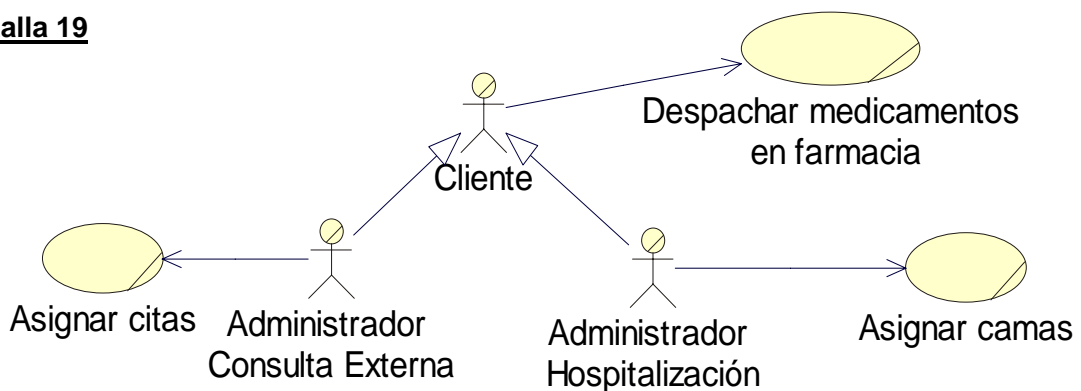 alla 19
Despachar medicamentos
en farmacia
Cliente
Asignar citas
Administrador
Consulta Externa
Administrador
Hospitalización
Asignar camas